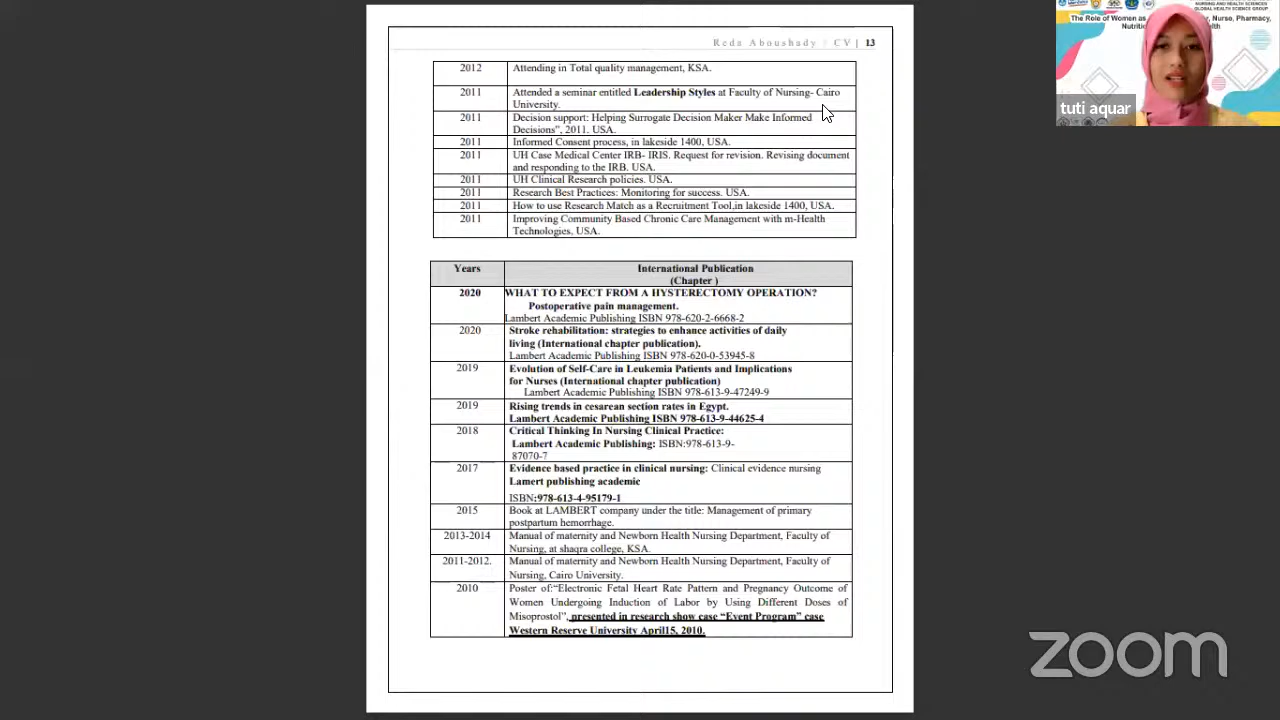 Reda Aboushady | CV| 13
2012 Attending in Total quality management, KSA.
2011 Attended a seminar entitled Leadership Styles at Faculty of Nursing- Cairo
University.
2011 Decision support: Helping Surrogate Decision Maker Make Informed
Decisions”, 2011. USA.
2011 Informed Consent process, in lakeside 1400, USA.
2011 UH Case Medical Center IRB- IRIS. Request for revision. Revising document
and responding to the IRB. USA.
2011 UH Clinical Research policies. USA.
2011 Research Best Practices: Monitoring for success. USA.
2011 How to use Research Match as a Recruitment Tool,in lakeside 1400, USA.
2011 Improving Community Based Chronic Care Management with m-Health
Technologies, USA.
Years International Publication
(Chapter )
2020 WHAT TO EXPECT FROM A HYSTERECTOMY OPERATION?
Postoperative pain management.
Lambert Academic Publishing ISBN 978-620-2-6668-2
2020 Stroke rehabilitation: strategies to enhance activities of daily
living (International chapter publication).
Lambert Academic Publishing ISBN 978-620-0-53945-8
2019 Evolution of Self-Care in Leukemia Patients and Implications
for Nurses (International chapter publication)
Lambert Academic Publishing ISBN 978-613-9-47249-9
2019 Rising trends in cesarean section rates in Egypt.
Lambert Academic Publishing ISBN 978-613-9-44625-4
2018 Critical Thinking In Nursing Clinical Practice:
Lambert Academic Publishing: ISBN:978-613-9-
87070-7
2017 Evidence based practice in clinical nursing: Clinical evidence nursing
Lamert publishing academic
ISBN:978-613-4-95179-1
2015 Book at LAMBERT company under the title: Management of primary
postpartum hemorrhage.
2013-2014 Manual of maternity and Newborn Health Nursing Department, Faculty of
Nursing, at shaqra college, KSA.
2011-2012. Manual of maternity and Newborn Health Nursing Department, Faculty of
Nursing, Cairo University.
2010 Poster of:“Electronic Fetal Heart Rate Pattern and Pregnancy Outcome of
Women Undergoing Induction of Labor by Using Different Doses of
Misoprostol”, presented in research show case “Event Program” case
Western Reserve University April15, 2010.
NURSING AND HEALTH SCIENCES
GLOBAL HEALTH SCIENCE GROUP
The Role of Women as
, Nurse, Pharmacy,
tuti aquar
zoom